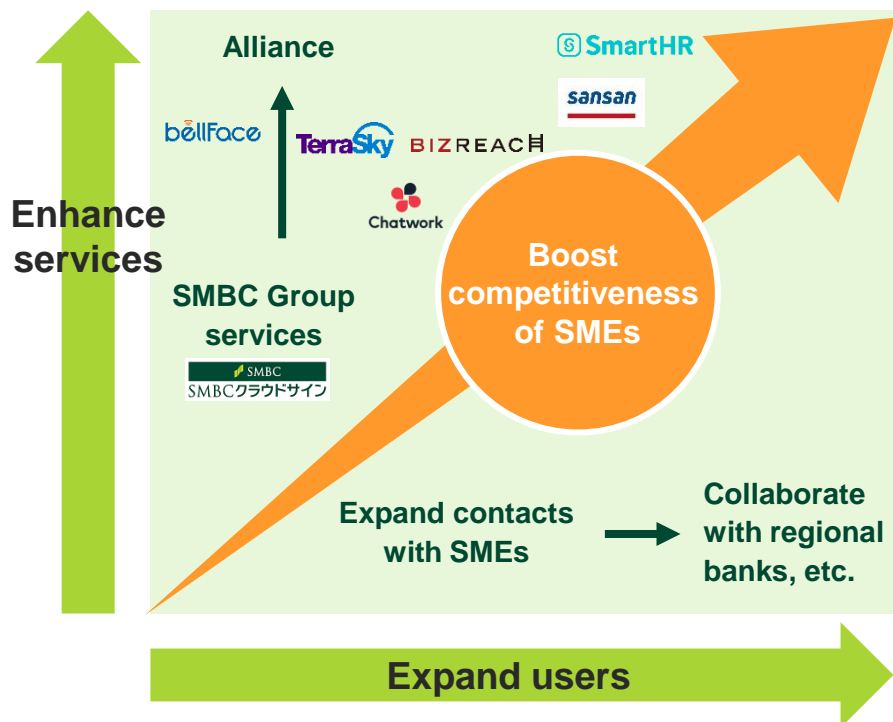 Alliance
SmartHR
sansan
bellFace
TerraSky
BIZREACH
Chatwork
Enhance
services
Boost
competitiveness
of SMEs
SMBC Group
services
SMBC
SMBCクラウドサイン
Expand contacts
with SMEs
Collaborate
with regional
banks, etc.
Expand users